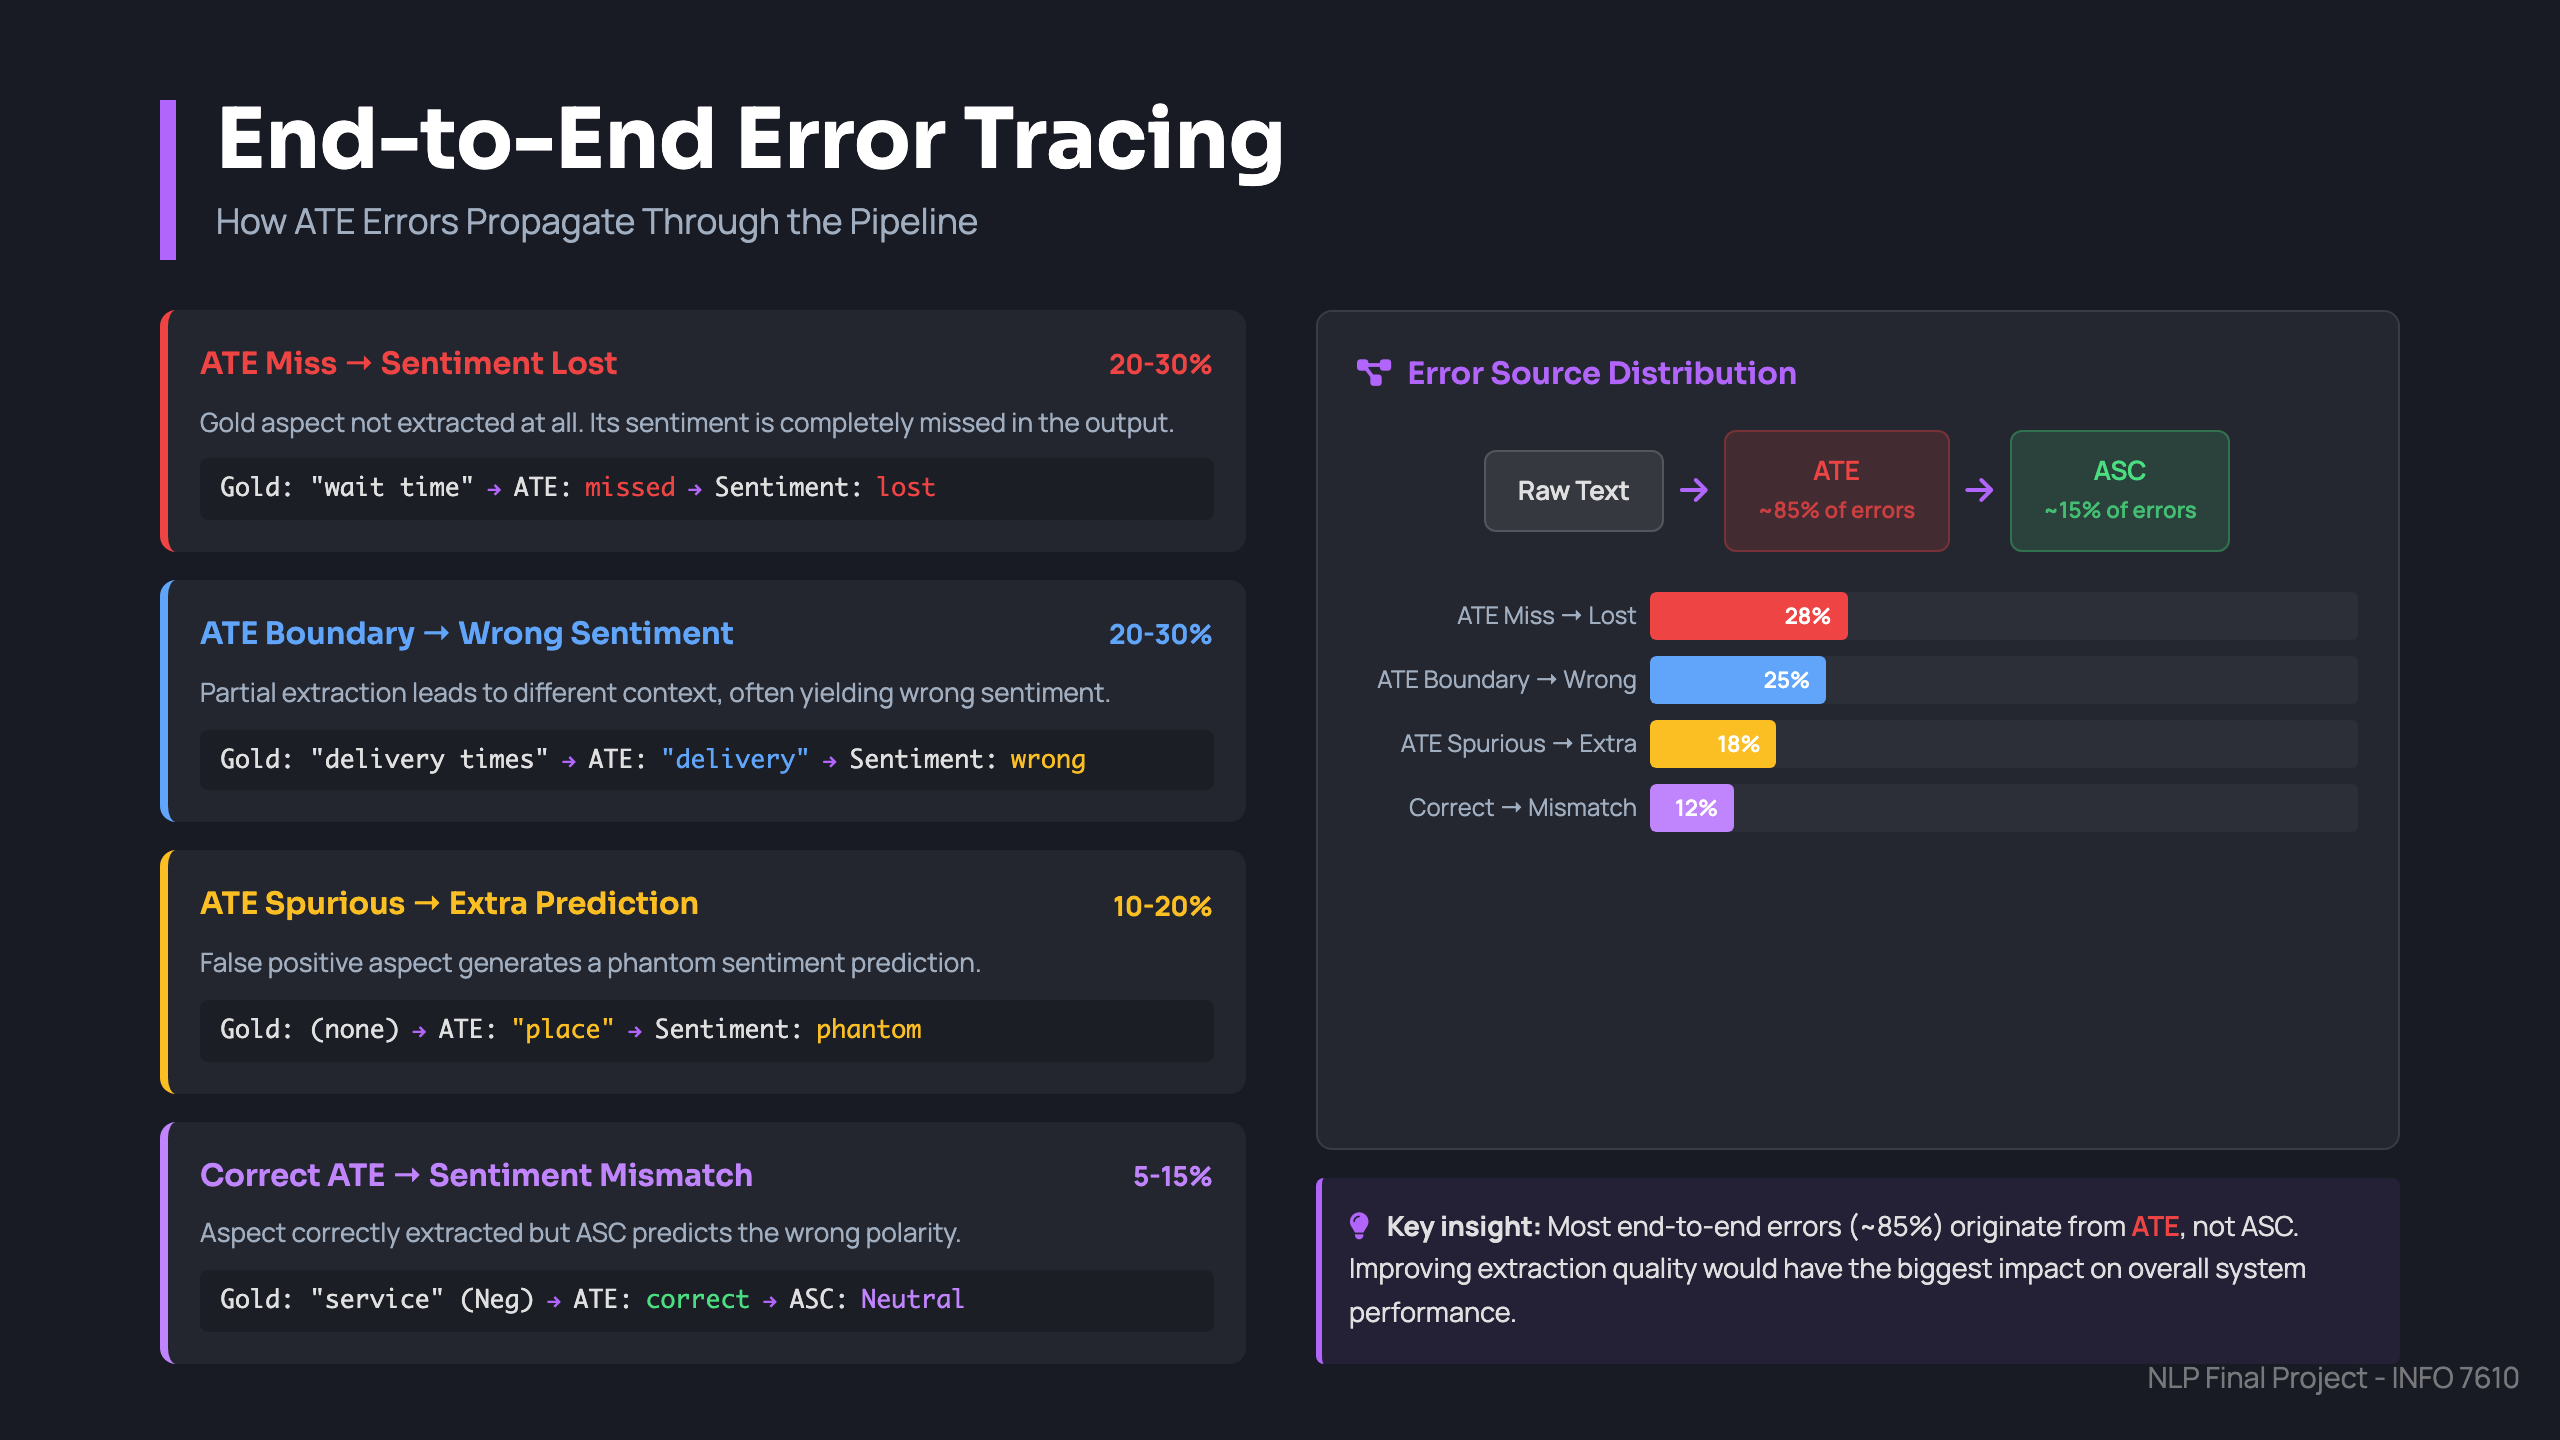 End-to-End Error Tracing
How ATE Errors Propagate Through the Pipeline
ATE Miss → Sentiment Lost
20-30%
Gold aspect not extracted at all. Its sentiment is completely missed in the output.
Gold: "wait time" → ATE: missed → Sentiment: lost
ATE Boundary → Wrong Sentiment
20-30%
Partial extraction leads to different context, often yielding wrong sentiment.
Gold: "delivery times" → ATE: "delivery" → Sentiment: wrong
ATE Spurious → Extra Prediction
10-20%
False positive aspect generates a phantom sentiment prediction.
Gold: (none) → ATE: "place" → Sentiment: phantom
Correct ATE → Sentiment Mismatch
5-15%
Aspect correctly extracted but ASC predicts the wrong polarity.
Gold: "service" (Neg) → ATE: correct → ASC: Neutral
Error Source Distribution
Raw Text
→
ATE
~85% of errors
→
ASC
~15% of errors
ATE Miss → Lost 28%
ATE Boundary → Wrong 25%
ATE Spurious → Extra 18%
Correct → Mismatch 12%
Key insight: Most end-to-end errors (~85%) originate from ATE, not ASC.
Improving extraction quality would have the biggest impact on overall system
performance.
NLP Final Project - INFO 7610